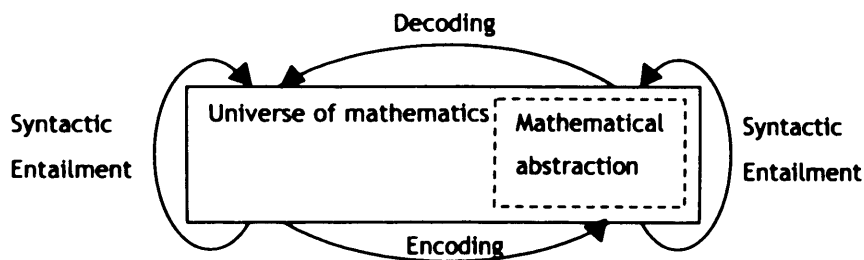 Decoding
Universe of mathematics
Mathematical
abstraction
Syntactic
Entailment
Syntactic
Entailment
Encoding